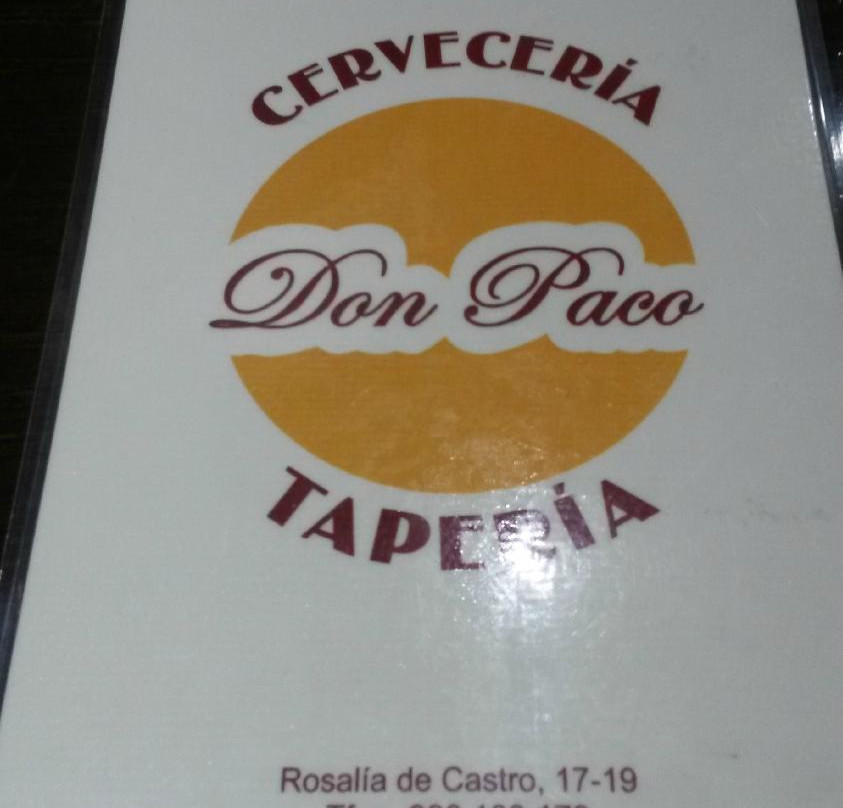 CERVECERÍA
Don Paco
TAPERÍA
Rosalía de Castro, 17-19